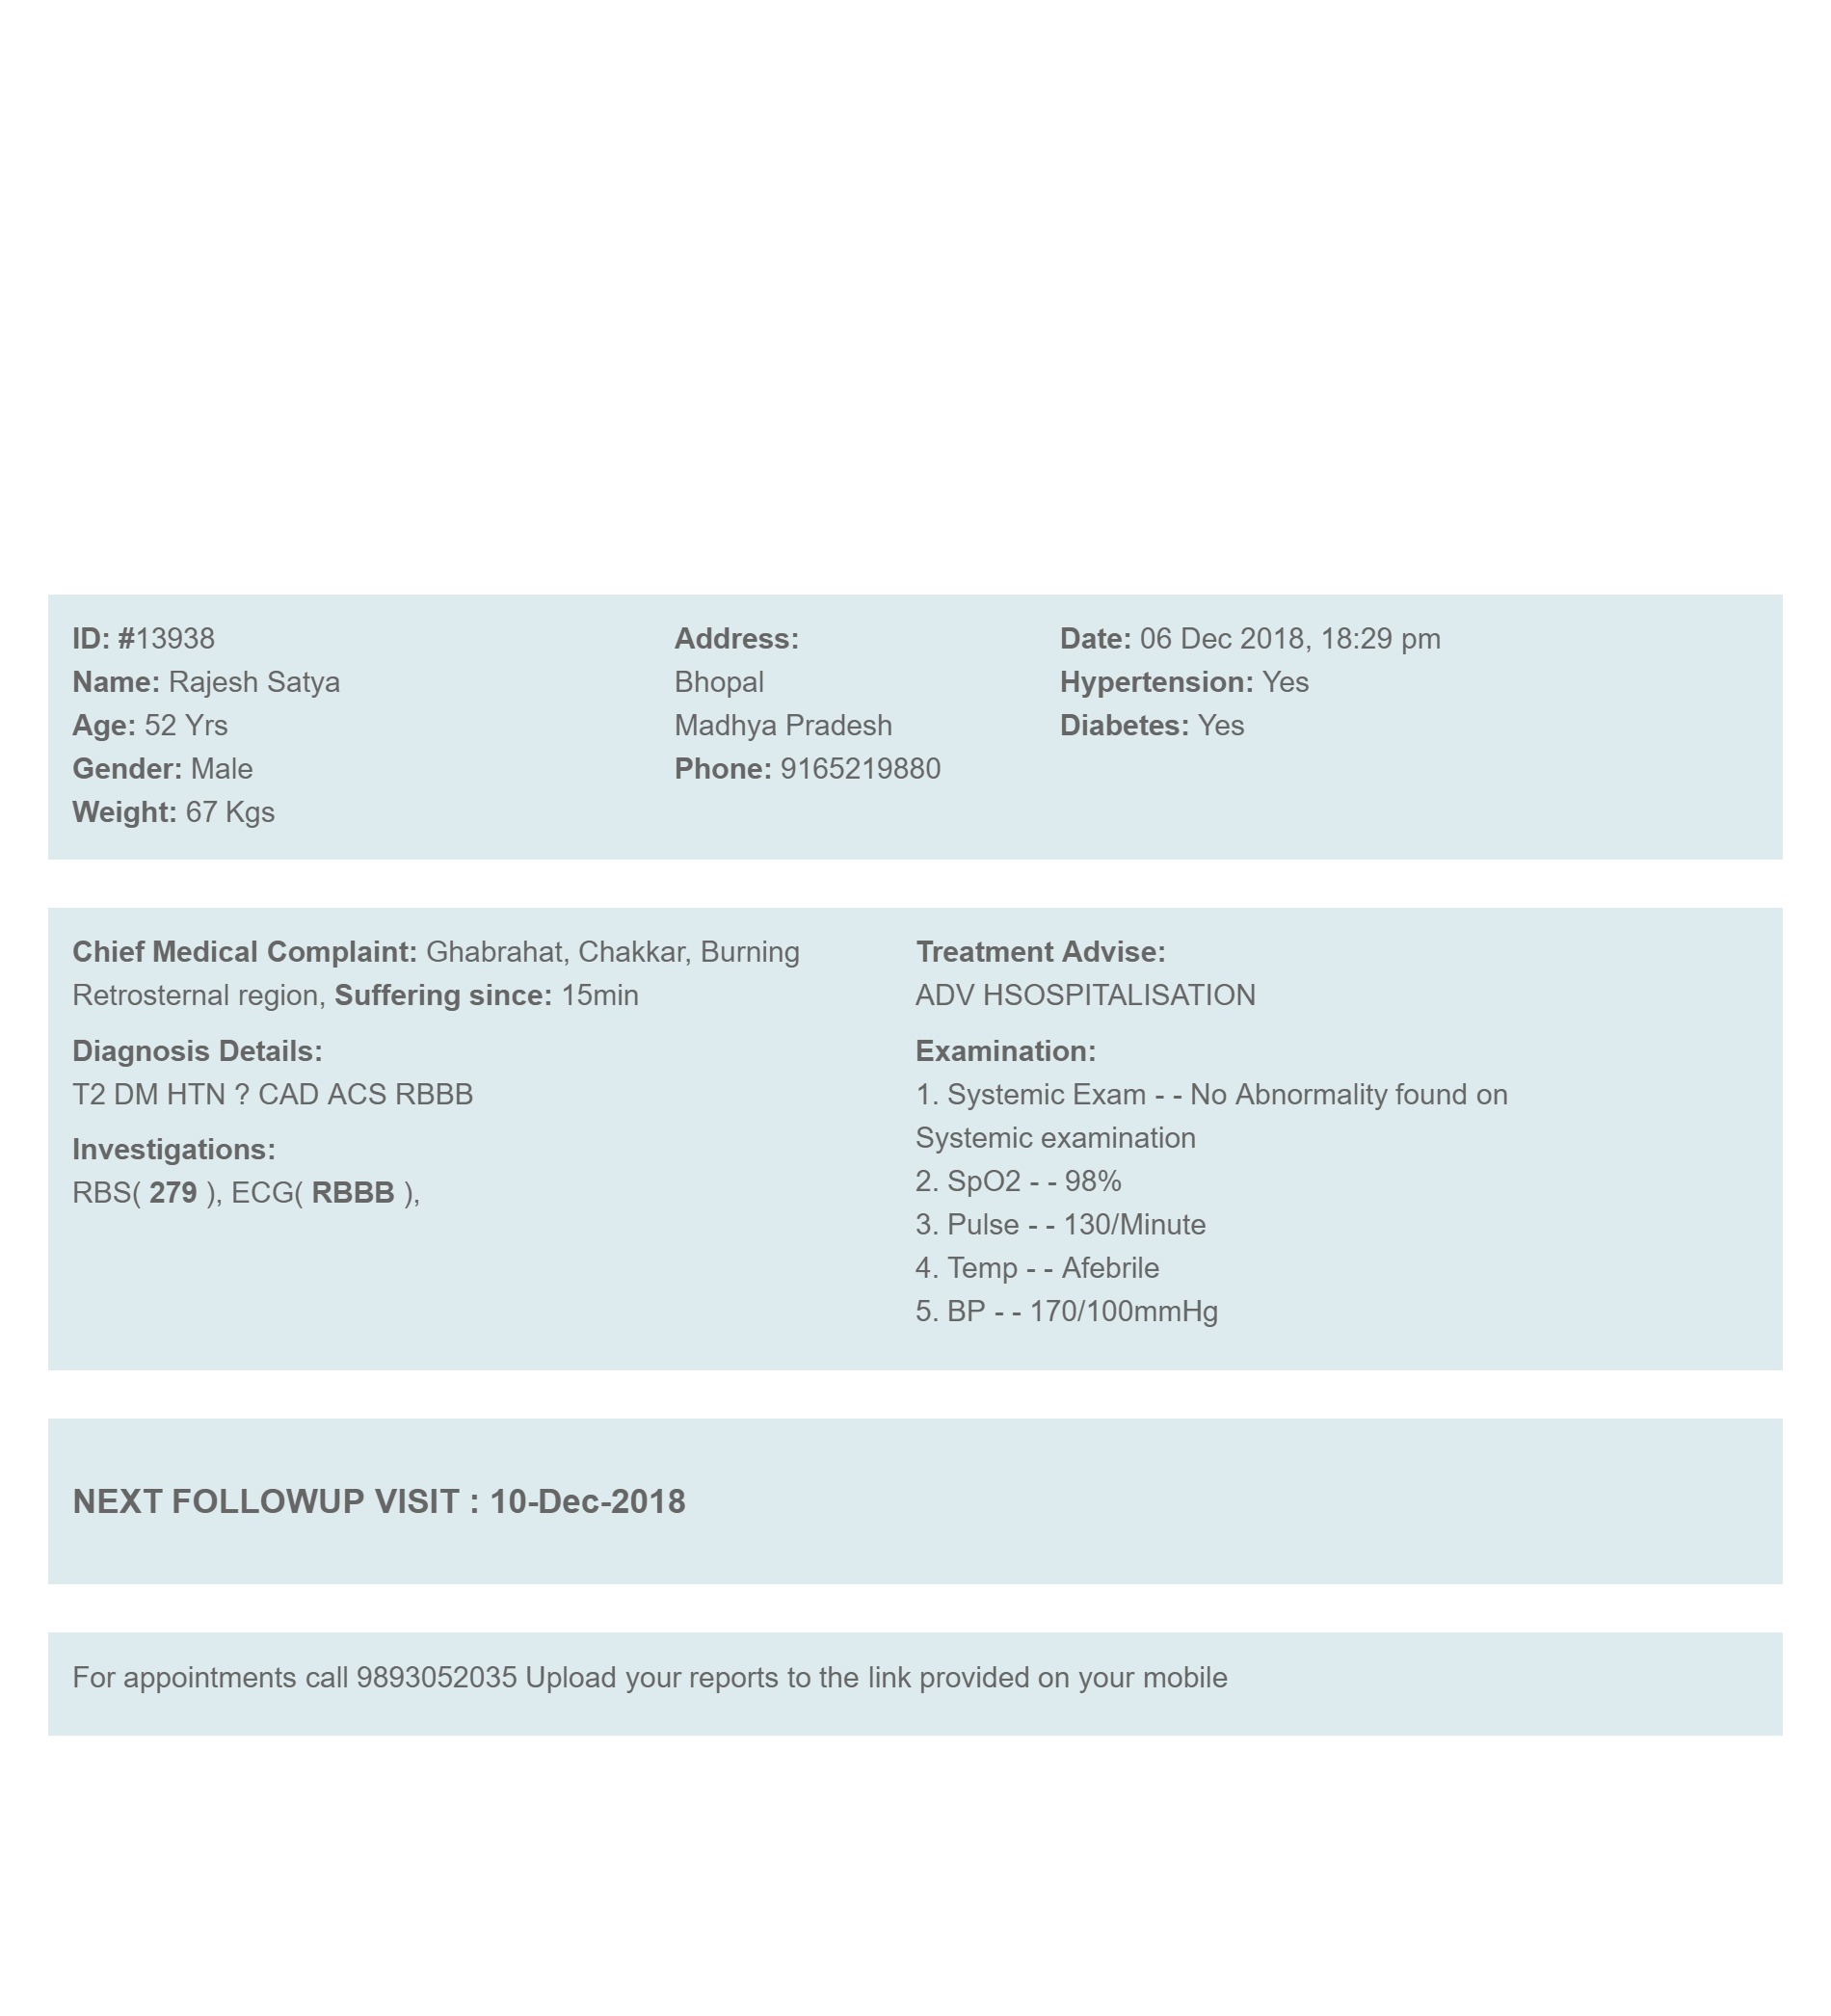 ID: #13938
Name: Rajesh Satya
Age: 52 Yrs
Gender: Male
Weight: 67 Kgs
Address:
Bhopal
Madhya Pradesh
Phone: 9165219880
Date: 06 Dec 2018, 18:29 pm
Hypertension: Yes
Diabetes: Yes
Chief Medical Complaint: Ghabrahat, Chakkar, Burning
Retrosternal region, Suffering since: 15min
Diagnosis Details:
T2 DM HTN ? CAD ACS RBBB
Investigations:
RBS( 279 ), ECG( RBBB ),
Treatment Advise:
ADV HSOSPITALISATION
Examination:
1. Systemic Exam - - No Abnormality found on
Systemic examination
2. SpO2 - - 98%
3. Pulse - - 130/Minute
4. Temp - - Afebrile
5. BP - - 170/100mmHg
NEXT FOLLOWUP VISIT : 10-Dec-2018
For appointments call 9893052035 Upload your reports to the link provided on your mobile